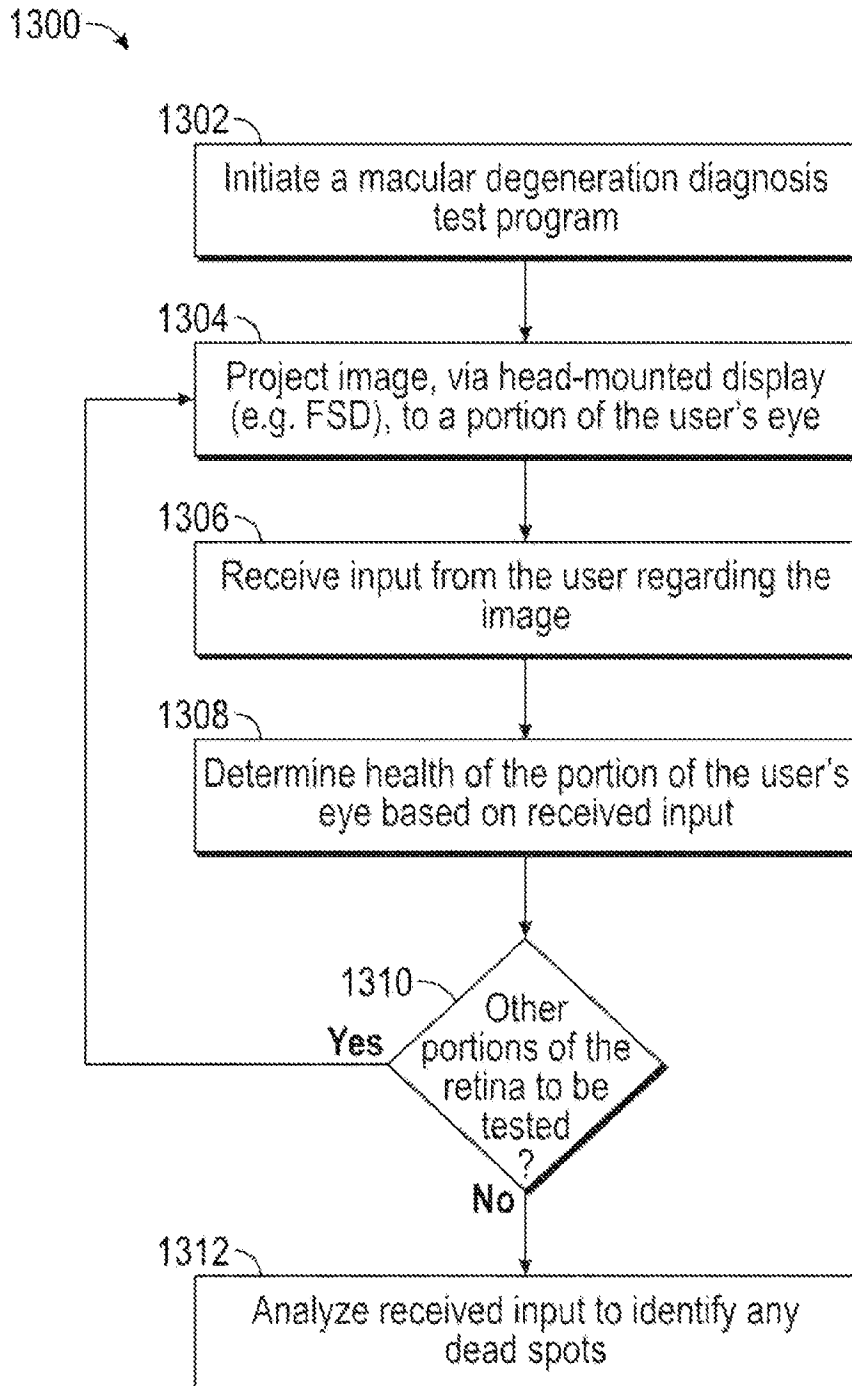 1300
1302
Initiate a macular degeneration diagnosis
test program
1304
Project image, via head-mounted display
(e.g. FSD), to a portion of the user's eye
1306
Receive input from the user regarding the
image
1308
Determine health of the portion of the user's
eye based on received input
1310
Other
portions of the
retina to be
tested
?
Yes
No
1312
Analyze received input to identify any
dead spots